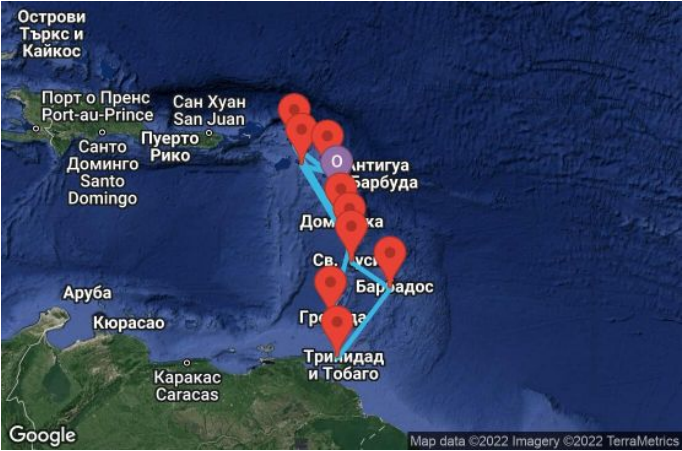 Острови
Търкс и
Кайкос
Порт о Пренс
Port-au-Prince
Сан Хуан
San Juan
Пуерто
Рико
Санто
Доминго
Santo
Domingo
О
Антигуа
Барбуда
Св.
Барбадос
Аруба
Кюрасао
Тринидад
и Тобаго
Каракас
Caracas
Google
Map data ©2022 Imagery ©2022 TerraMetrics